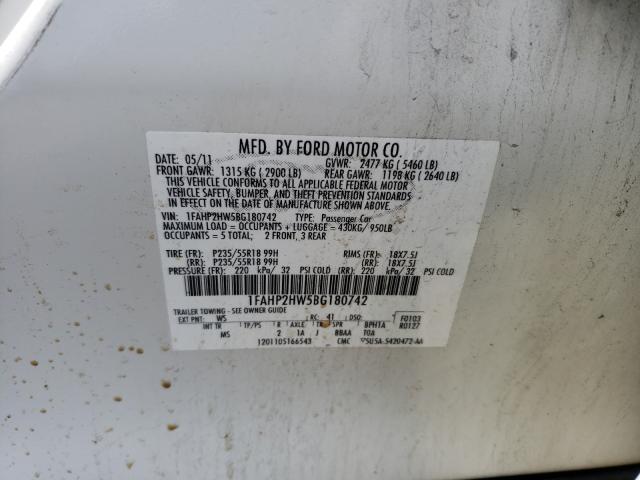 MFD. BY FORD MOTOR CO.
DATE: 05/11 GVWR: 2477 KG ( 5460 LB)
FRONT GAWR: 1315 KG ( 2900 LB) REAR GAWR: 1198 KG ( 2640 LB)
THIS VEHICLE CONFORMS TO ALL APPLICABLE FEDERAL MOTOR
VEHICLE SAFETY, BUMPER, AND THEFT PREVENTION STANDARDS
IN EFFECT ON THE DATE OF MANUFACTURE SHOWN ABOVE.
VIN: 1FAHP2HW5BG180742 TYPE: Passenger Car
MAXIMUM LOAD = OCCUPANTS + LUGGAGE = 430KG/ 950LB
OCCUPANTS = 5 TOTAL; 2 FRONT, 3 REAR
TIRE (FR): P235/55R18 99H RIMS (FR): 18X7.5J
(RR): P235/55R18 99H (RR): 18X7.5J
PRESSURE (FR): 220 kPa/ 32 PSI COLD (RR): 220 kPa/ 32 PSI COLD
1FAHP2HW5BG180742
TRAILER TOWING - SEE OWNER GUIDE
EXT PNT: WS RC: 41 DSO: F0103
INT TR TP/PS R AXLE TR SPR BPHTA R0127
MS 2 1A J BBAA T0A
1201105166543 CMC 5U5A-5420472-AA